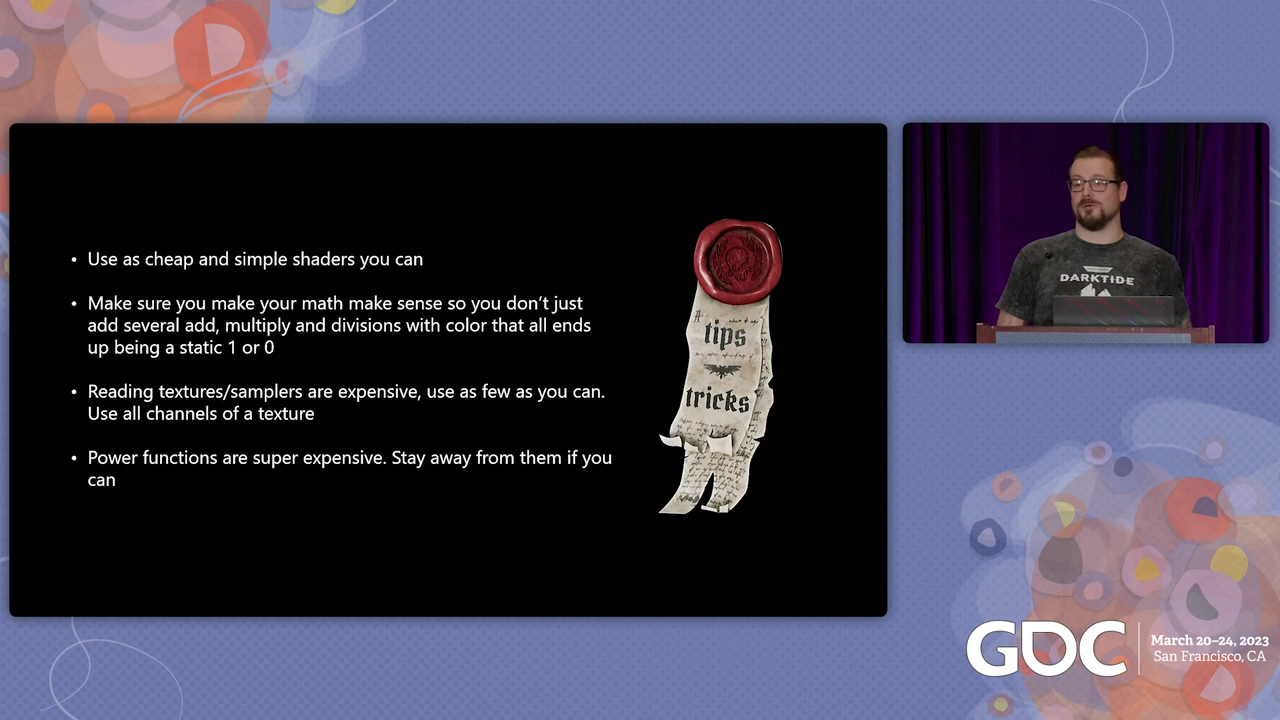 • Use as cheap and simple shaders you can
• Make sure you make your math make sense so you don't just
add several add, multiply and divisions with color that all ends
up being a static 1 or 0
• Reading textures/samplers are expensive, use as few as you can.
Use all channels of a texture
• Power functions are super expensive. Stay away from them if you
can
tips
tricks
DARKTIDE
GDC
March 20–24, 2023
San Francisco, CA